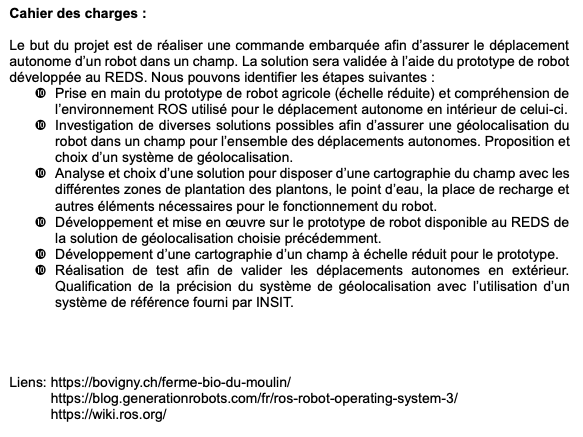 Cahier des charges :
Le but du projet est de réaliser une commande embarquée afin d'assurer le déplacement
autonome d'un robot dans un champ. La solution sera validée à l'aide du prototype de robot
développée au REDS. Nous pouvons identifier les étapes suivantes :
❿ Prise en main du prototype de robot agricole (échelle réduite) et compréhension de
l'environnement ROS utilisé pour le déplacement autonome en intérieur de celui-ci.
❿ Investigation de diverses solutions possibles afin d'assurer une géolocalisation du
robot dans un champ pour l'ensemble des déplacements autonomes. Proposition et
choix d'un système de géolocalisation.
❿ Analyse et choix d'une solution pour disposer d'une cartographie du champ avec les
différentes zones de plantation des plantons, le point d'eau, la place de recharge et
autres éléments nécessaires pour le fonctionnement du robot.
❿ Développement et mise en œuvre sur le prototype de robot disponible au REDS de
la solution de géolocalisation choisie précédemment.
❿ Développement d'une cartographie d'un champ à échelle réduit pour le prototype.
❿ Réalisation de test afin de valider les déplacements autonomes en extérieur.
Qualification de la précision du système de géolocalisation avec l'utilisation d'un
système de référence fourni par INSIT.
Liens: https://bovigny.ch/ferme-bio-du-moulin/
https://blog.generationrobots.com/fr/ros-robot-operating-system-3/
https://wiki.ros.org/